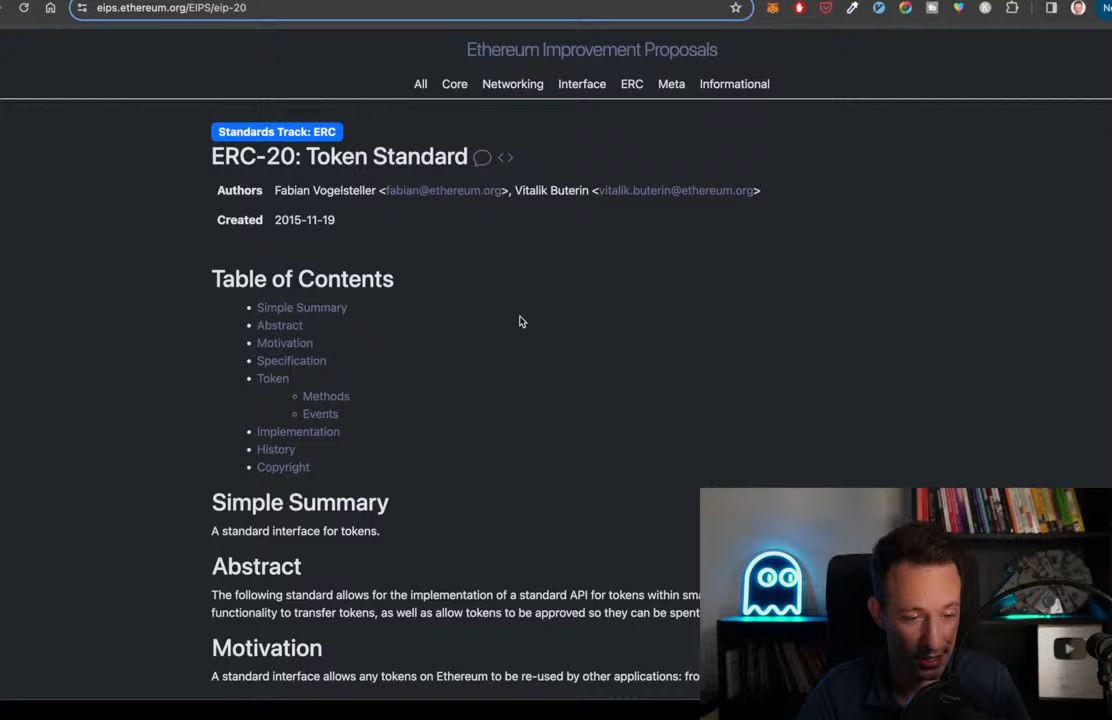 eips.ethereum.org/EIPS/eip-20
Ethereum Improvement Proposals
All Core Networking Interface ERC Meta Informational
Standards Track: ERC
ERC-20: Token Standard
Authors Fabian Vogelsteller <fabian@ethereum.org>, Vitalik Buterin <vitalik.buterin@ethereum.org>
Created 2015-11-19
Table of Contents
Simple Summary
Abstract
Motivation
Specification
Token
Methods
Events
Implementation
History
Copyright
Simple Summary
A standard interface for tokens.
Abstract
The following standard allows for the implementation of a standard API for tokens within
functionality to transfer tokens, as well as allow tokens to be approved so they can be spent
Motivation
A standard interface allows any tokens on Ethereum to be re-used by other applications: